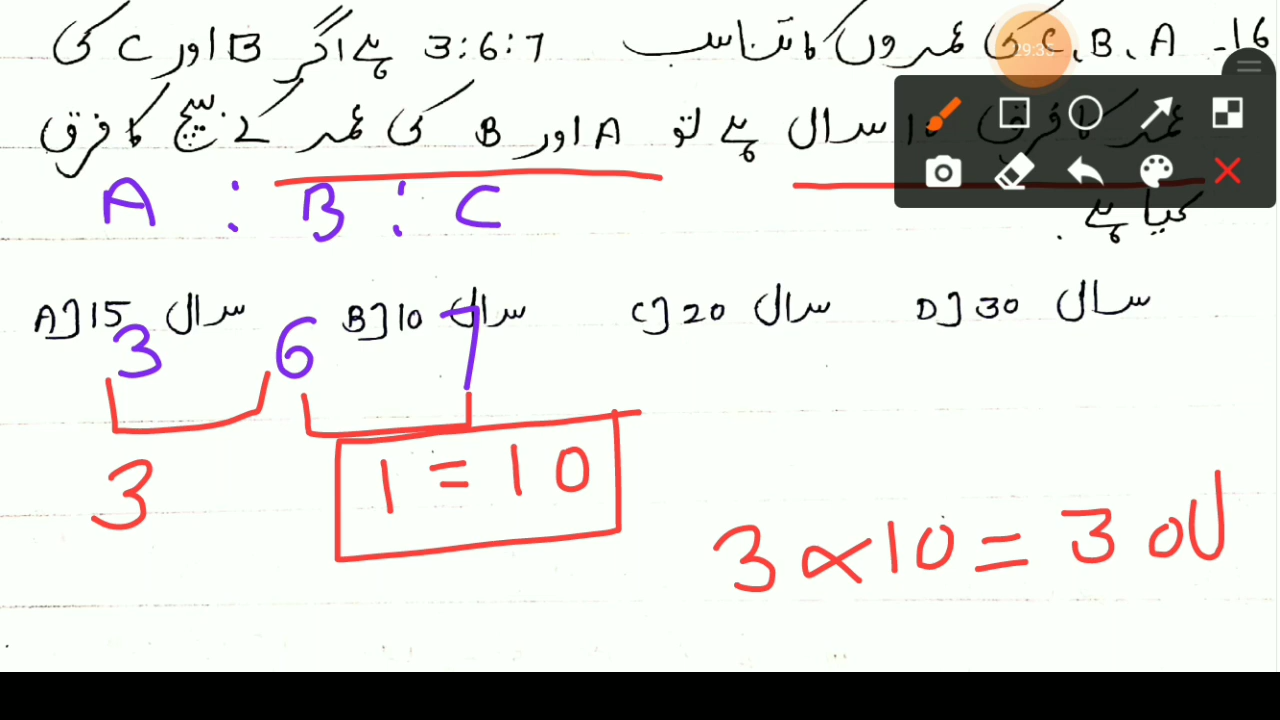 16۔ C، B، A کی عمروں کا تناسب 3:6:7 ہے اگر B اور C کی
عمر کا فرق 10 سال ہے تو A اور B کی عمر کے بیچ کا فرق
کیا ہے .
A : B : C
A] 15 سال B] 10 سال C] 20 سال D] 30 سال
3 6 7
3 1 = 10
3 × 10 = 30 ل